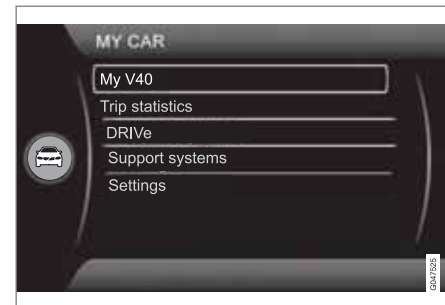 MY CAR
My V40
Trip statistics
DRIVe
Support systems
Settings
G047525